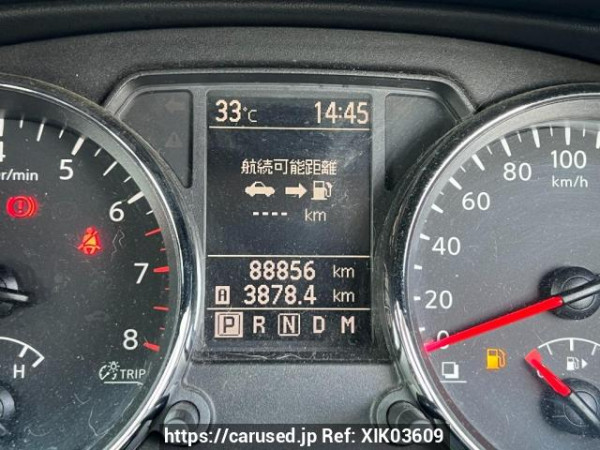 33°C 14:45
航続可能距離
---- km
88856 km
A 3878.4 km
P R N D M
4
r/min
5
6
7
8
H
TRIP
100
80
km/h
60
40
20
0
https://carused.jp Ref: XIK03609